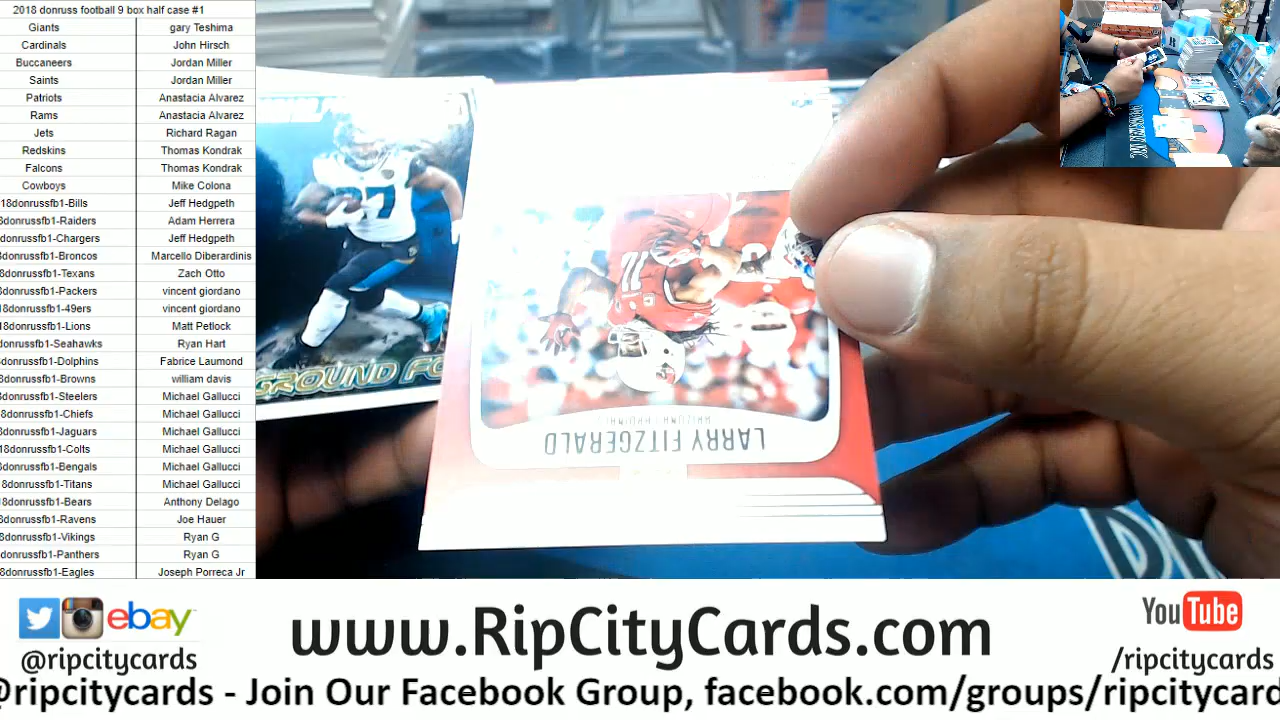 2018 donruss football 9 box half case #1
Giants gary Teshima
Cardinals John Hirsch
Buccaneers Jordan Miller
Saints Jordan Miller
Patriots Anastacia Alvarez
Rams Anastacia Alvarez
Jets Richard Ragan
Redskins Thomas Kondrak
Falcons Thomas Kondrak
Cowboys Mike Colona
18donrussfb1-Bills Jeff Hedgpeth
8donrussfb1-Raiders Adam Herrera
donrussfb1-Chargers Jeff Hedgpeth
8donrussfb1-Broncos Marcello Diberardinis
8donrussfb1-Texans Zach Otto
8donrussfb1-Packers vincent giordano
18donrussfb1-49ers vincent giordano
18donrussfb1-Lions Matt Petlock
donrussfb1-Seahawks Ryan Hart
8donrussfb1-Dolphins Fabrice Laumond
8donrussfb1-Browns william davis
8donrussfb1-Steelers Michael Gallucci
8donrussfb1-Chiefs Michael Gallucci
8donrussfb1-Jaguars Michael Gallucci
18donrussfb1-Colts Michael Gallucci
8donrussfb1-Bengals Michael Gallucci
18donrussfb1-Titans Michael Gallucci
18donrussfb1-Bears Anthony Delago
8donrussfb1-Ravens Joe Hauer
8donrussfb1-Vikings Ryan G
donrussfb1-Panthers Ryan G
8donrussfb1-Eagles Joseph Porreca Jr
27
GROUND FO
11
ARIZONA CARDINALS
LARRY FITZGERALD
ebay
@ripcitycards
www.RipCityCards.com
YouTube
/ripcitycards
@ripcitycards - Join Our Facebook Group, facebook.com/groups/ripcitycard